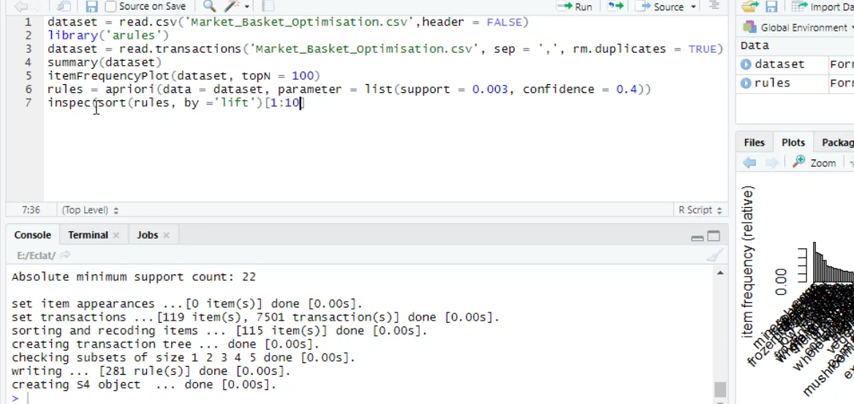 Source on Save
Run
Source
Import Da
1 dataset = read.csv('Market_Basket_Optimisation.csv',header = FALSE)
2 library('arules')
3 dataset = read.transactions('Market_Basket_Optimisation.csv', sep = ',', rm.duplicates = TRUE)
4 summary(dataset)
5 itemFrequencyPlot(dataset, topN = 100)
6 rules = apriori(data = dataset, parameter = list(support = 0.003, confidence = 0.4))
7 inspect(sort(rules, by ='lift')[1:10]
7:36 (Top Level)
R Script
Global Environment
Data
dataset Form
rules Form
Files Plots Packag
Zoom
item frequency (relative)
0.00
Console Terminal Jobs
E:/Eclat/
Absolute minimum support count: 22
set item appearances ...[0 item(s)] done [0.00s].
set transactions ...[119 item(s), 7501 transaction(s)] done [0.00s].
sorting and recoding items ... [115 item(s)] done [0.00s].
creating transaction tree ... done [0.00s].
checking subsets of size 1 2 3 4 5 done [0.00s].
writing ... [281 rule(s)] done [0.00s].
creating S4 object  ... done [0.00s].
>